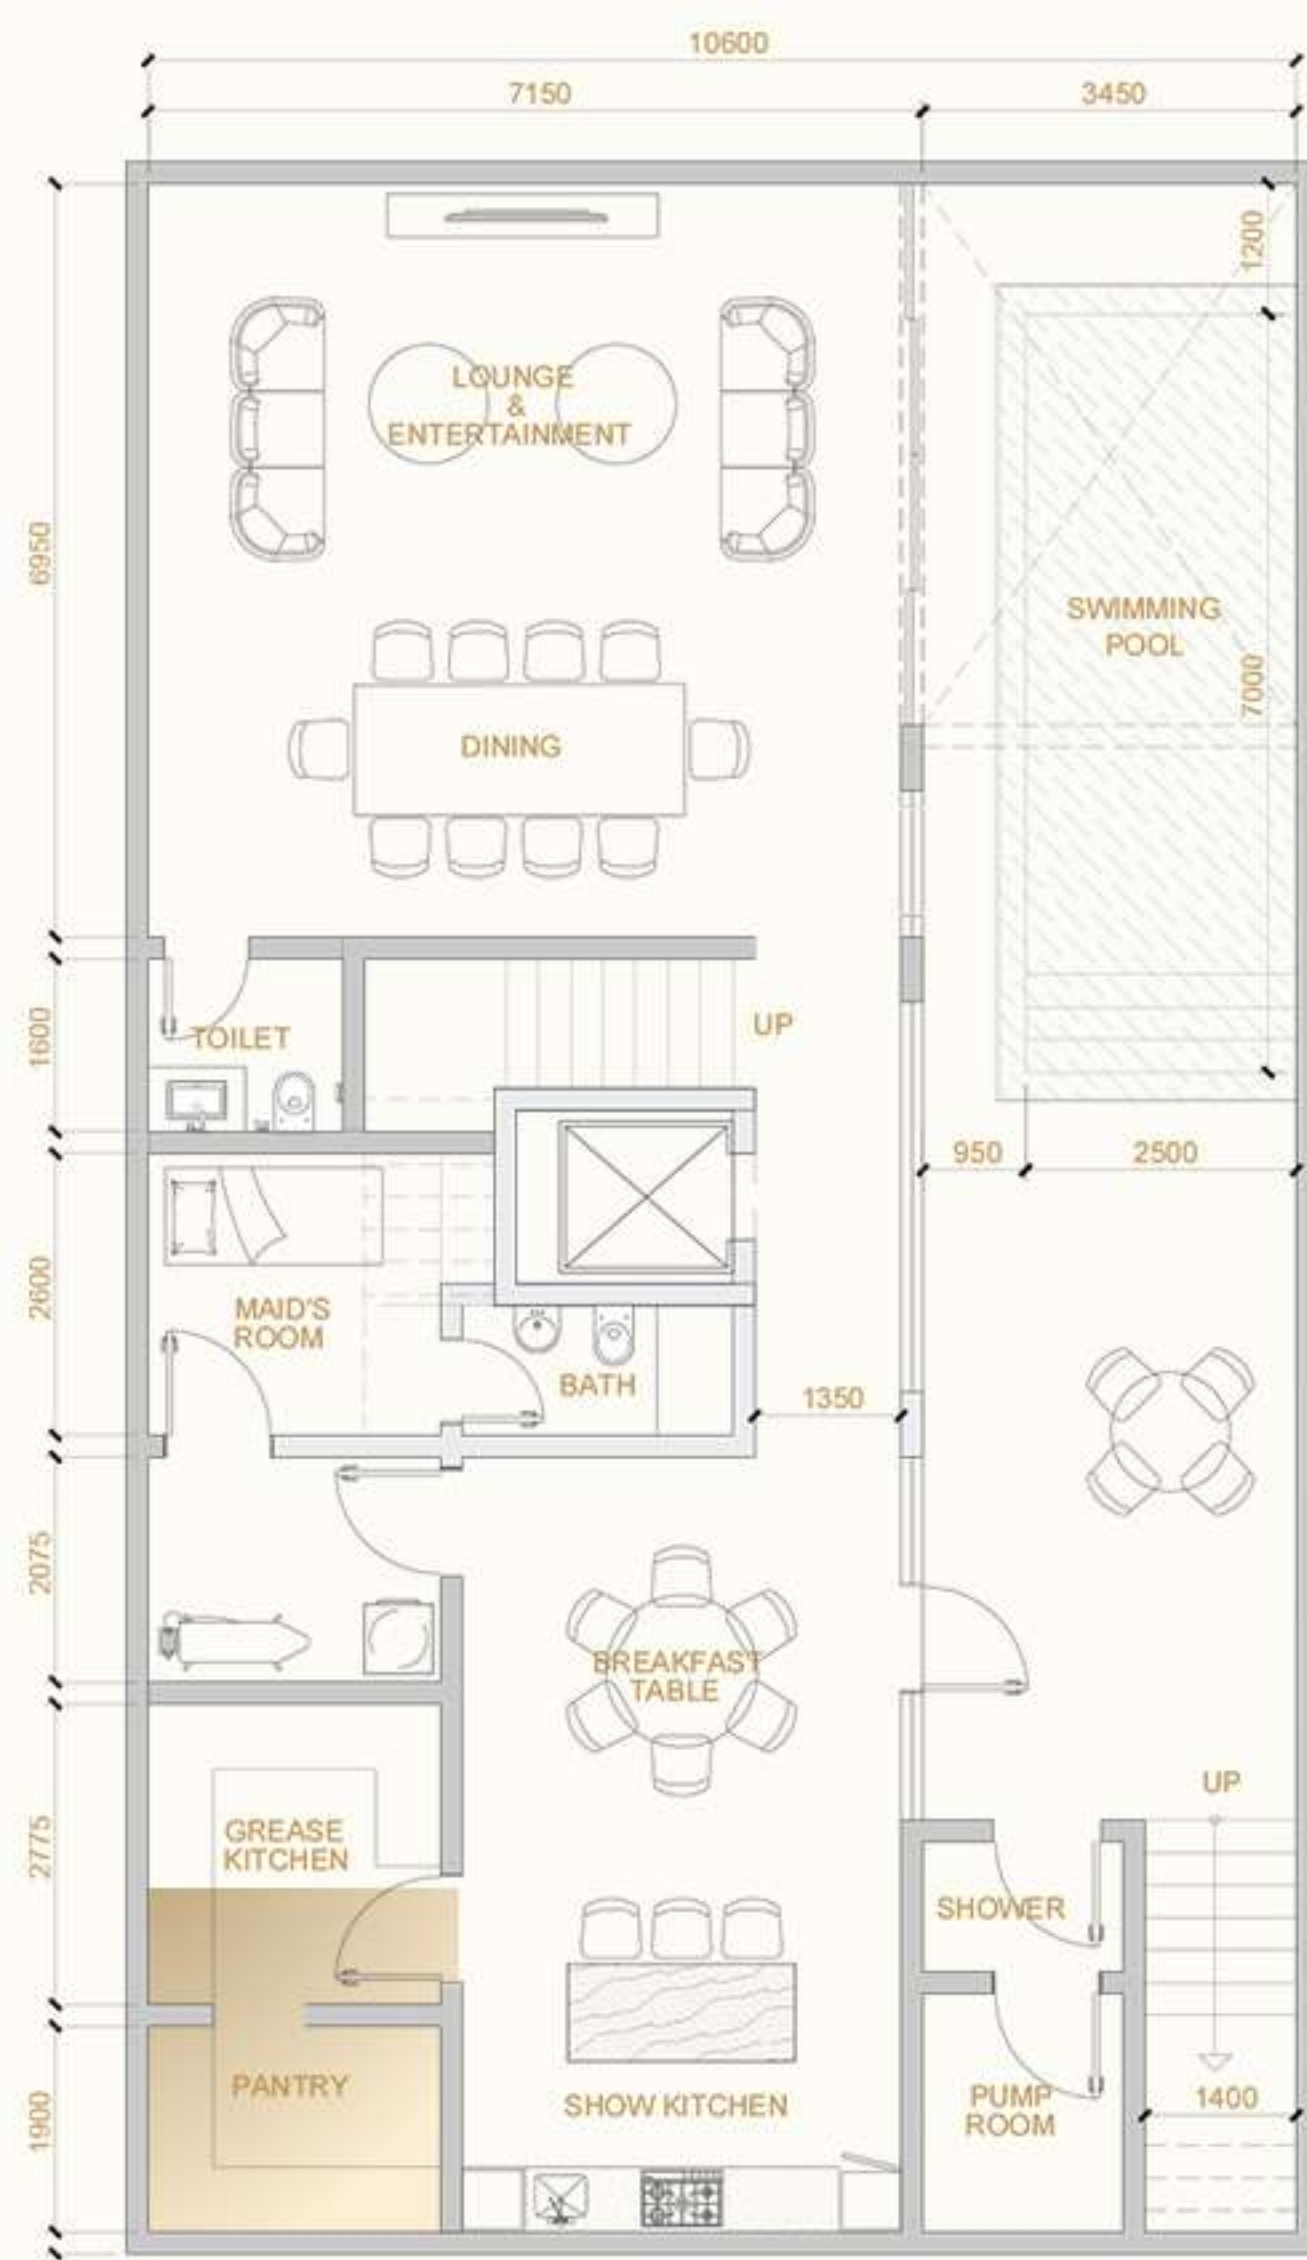 10600
7150
3450
1200
LOUNGE
&
ENTERTAINMENT
6950
SWIMMING
POOL
7000
DINING
1600
TOILET
UP
950
2500
2600
MAID'S
ROOM
BATH
1350
2075
BREAKFAST
TABLE
UP
2775
GREASE
KITCHEN
SHOWER
PANTRY
SHOW KITCHEN
PUMP
ROOM
1400
1900